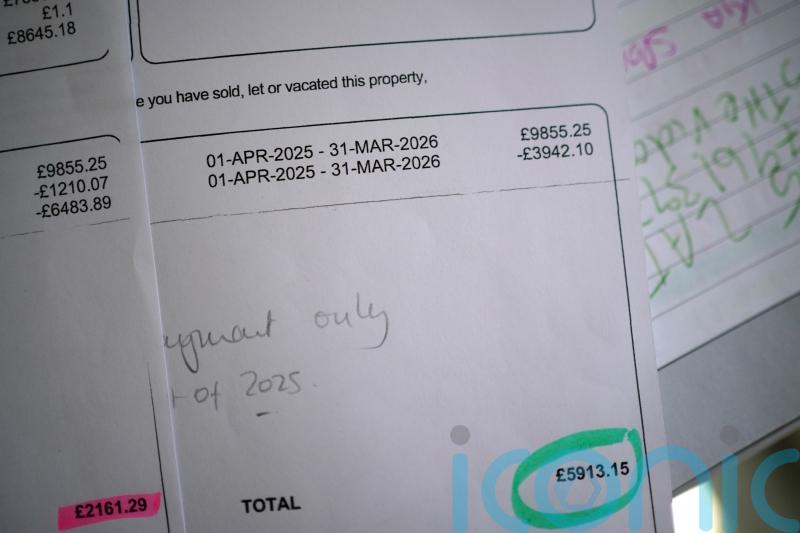 £1.1
£8645.18
£9855.25
-£1210.07
-£6483.89
£2161.29
e you have sold, let or vacated this property,
01-APR-2025 - 31-MAR-2026 £9855.25
01-APR-2025 - 31-MAR-2026 -£3942.10
only
of 2025.
TOTAL £5913.15
iconic